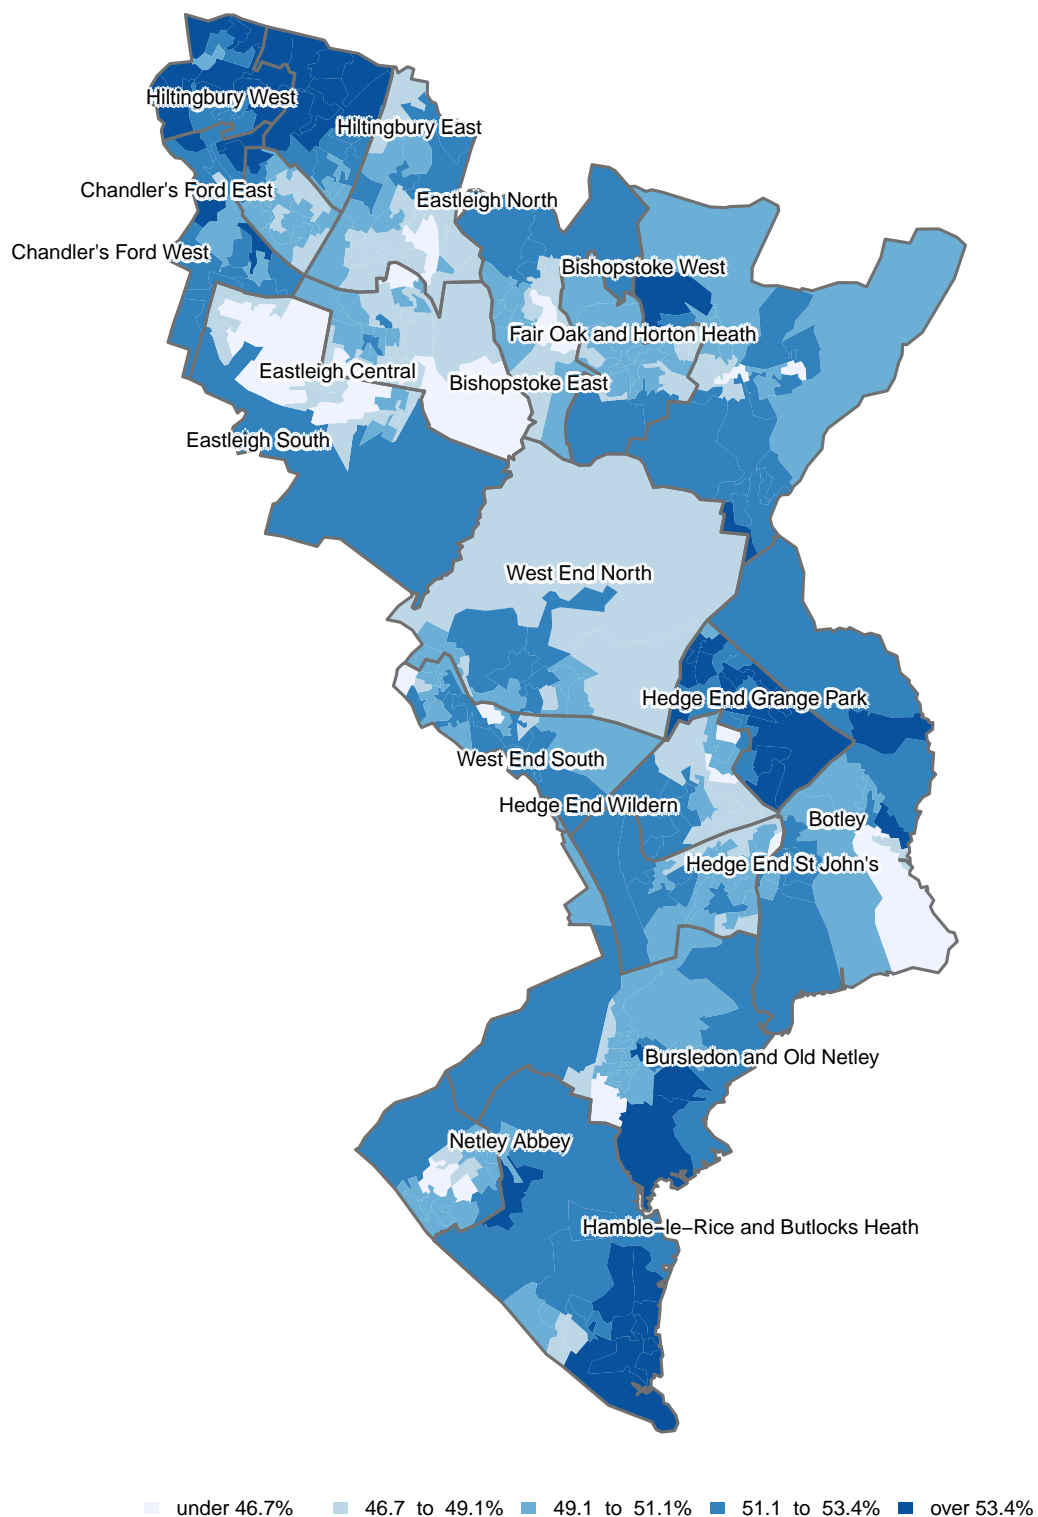 Hiltingbury West
Hiltingbury East
Chandler's Ford East
Eastleigh North
Chandler's Ford West
Bishopstoke West
Fair Oak and Horton Heath
Eastleigh Central
Bishopstoke East
Eastleigh South
West End North
Hedge End Grange Park
West End South
Hedge End Wildern
Botley
Hedge End St John's
Bursledon and Old Netley
Netley Abbey
Hamble−le−Rice and Butlocks Heath
under 46.7% 46.7 to 49.1% 49.1 to 51.1% 51.1 to 53.4% over 53.4%